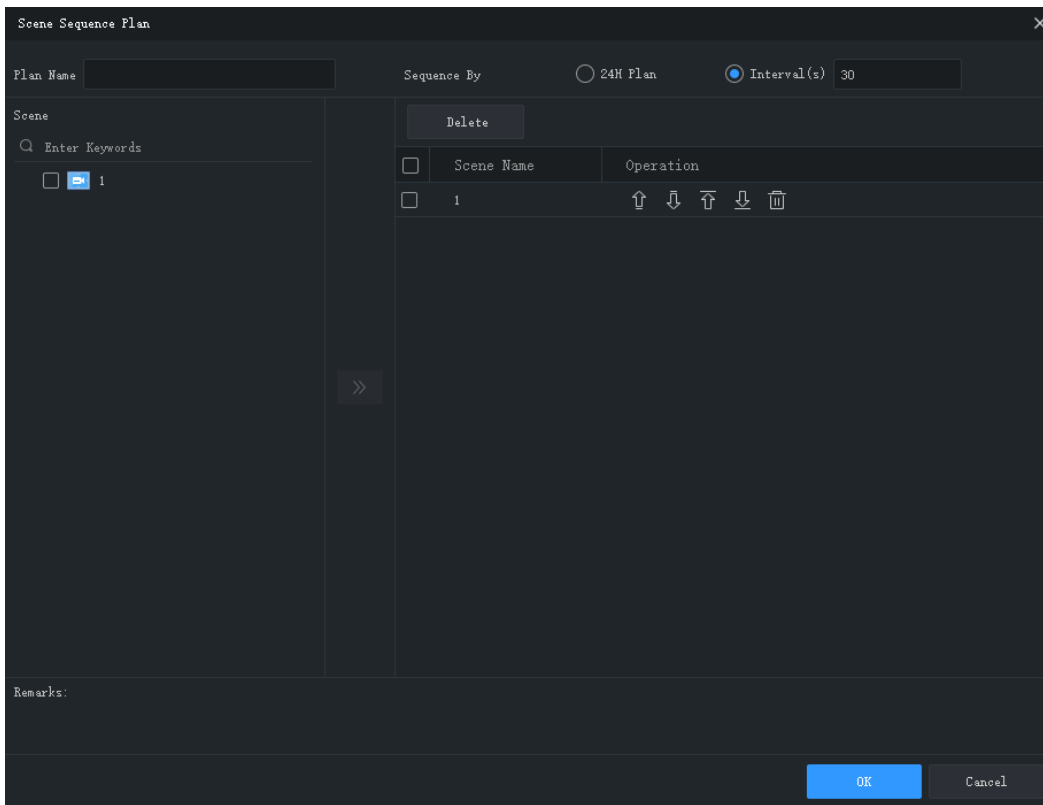 Scene Sequence Plan
Plan Name Sequence By 24H Plan Interval(s) 30
Scene Delete
Enter Keywords
Scene Name Operation
1
1
Remarks:
OK Cancel